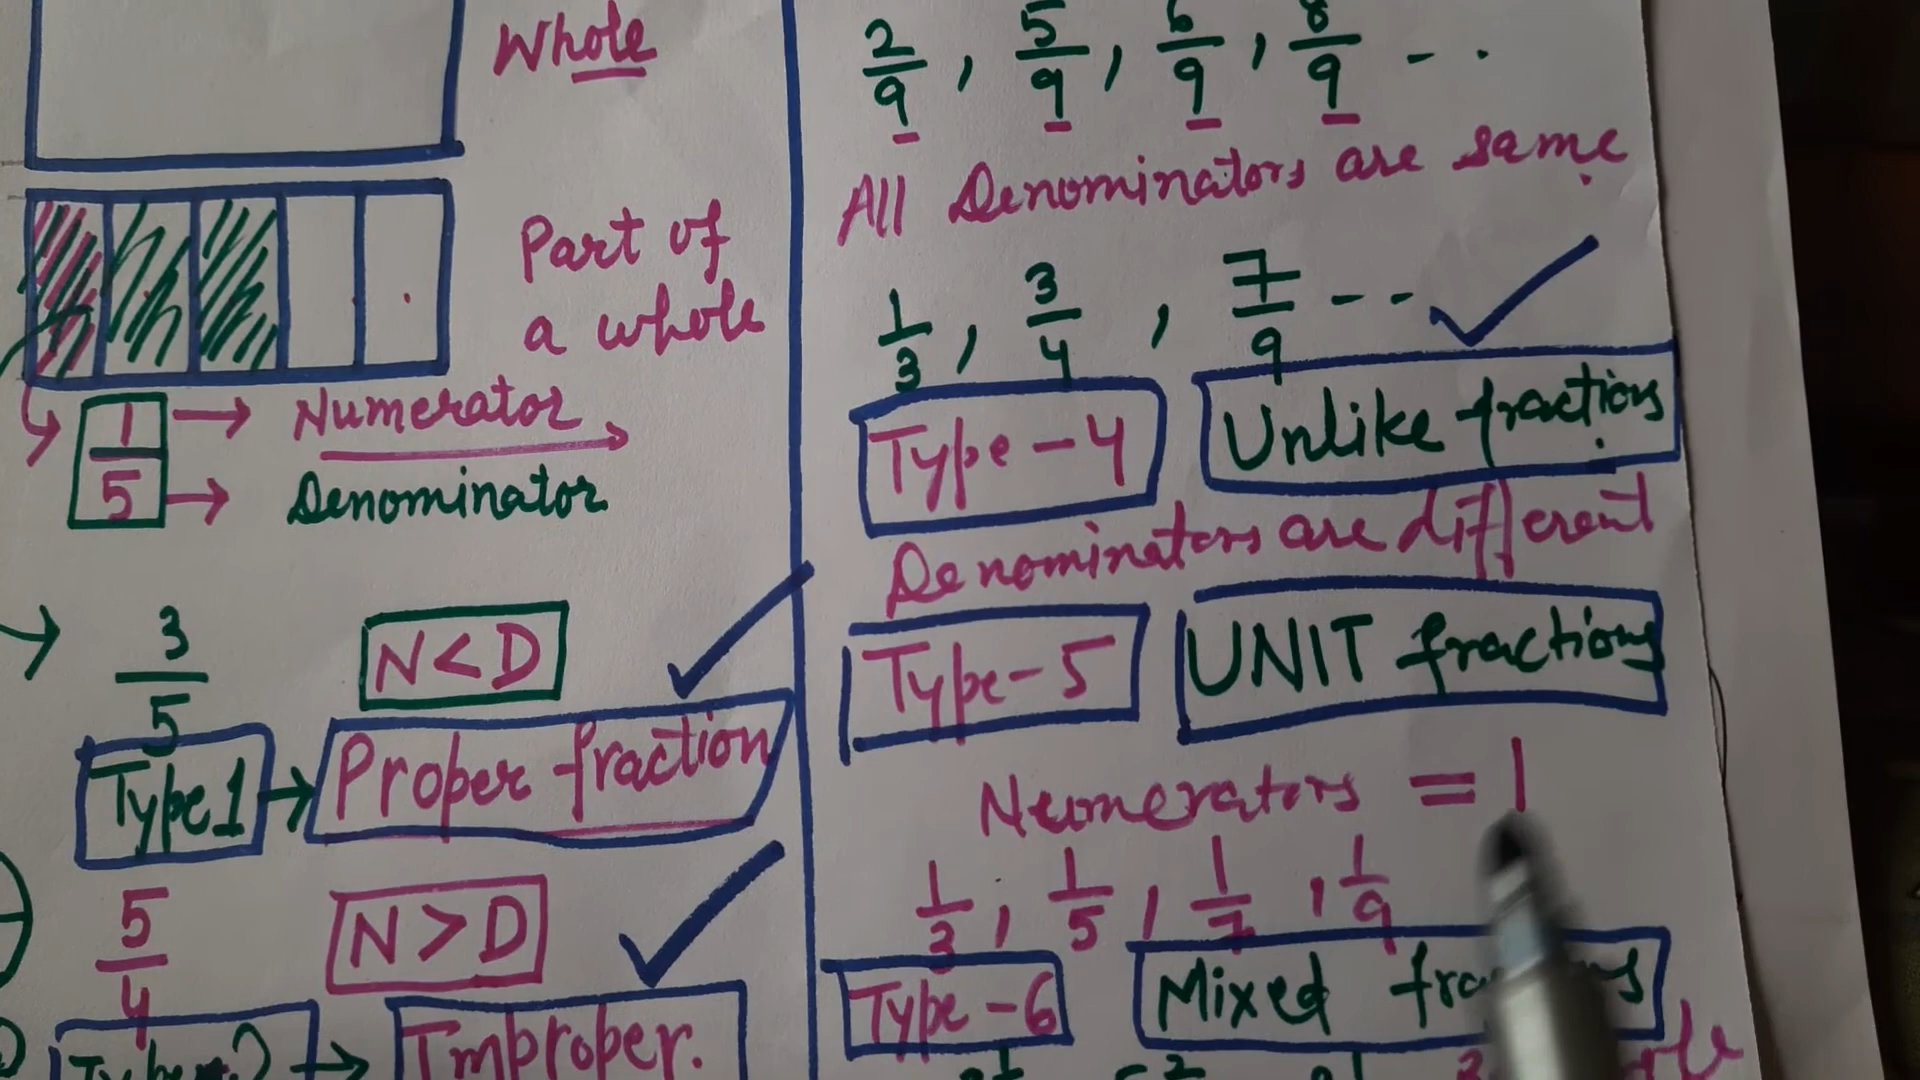 Whole
Part of
a whole
1 → Numerator
5 → Denominator
3/5 N<D
Type 1 → Proper fraction
5/4 N>D
Improper.
2/9, 5/9, 6/9, 8/9 - -
All Denominators are same
1/3, 3/4, 7/9 - -
Type-4 Unlike fractions
Denominators are different
Type-5 UNIT fractions
Neumerators = 1
1/3, 1/5, 1/7, 1/9
Type-6 Mixed